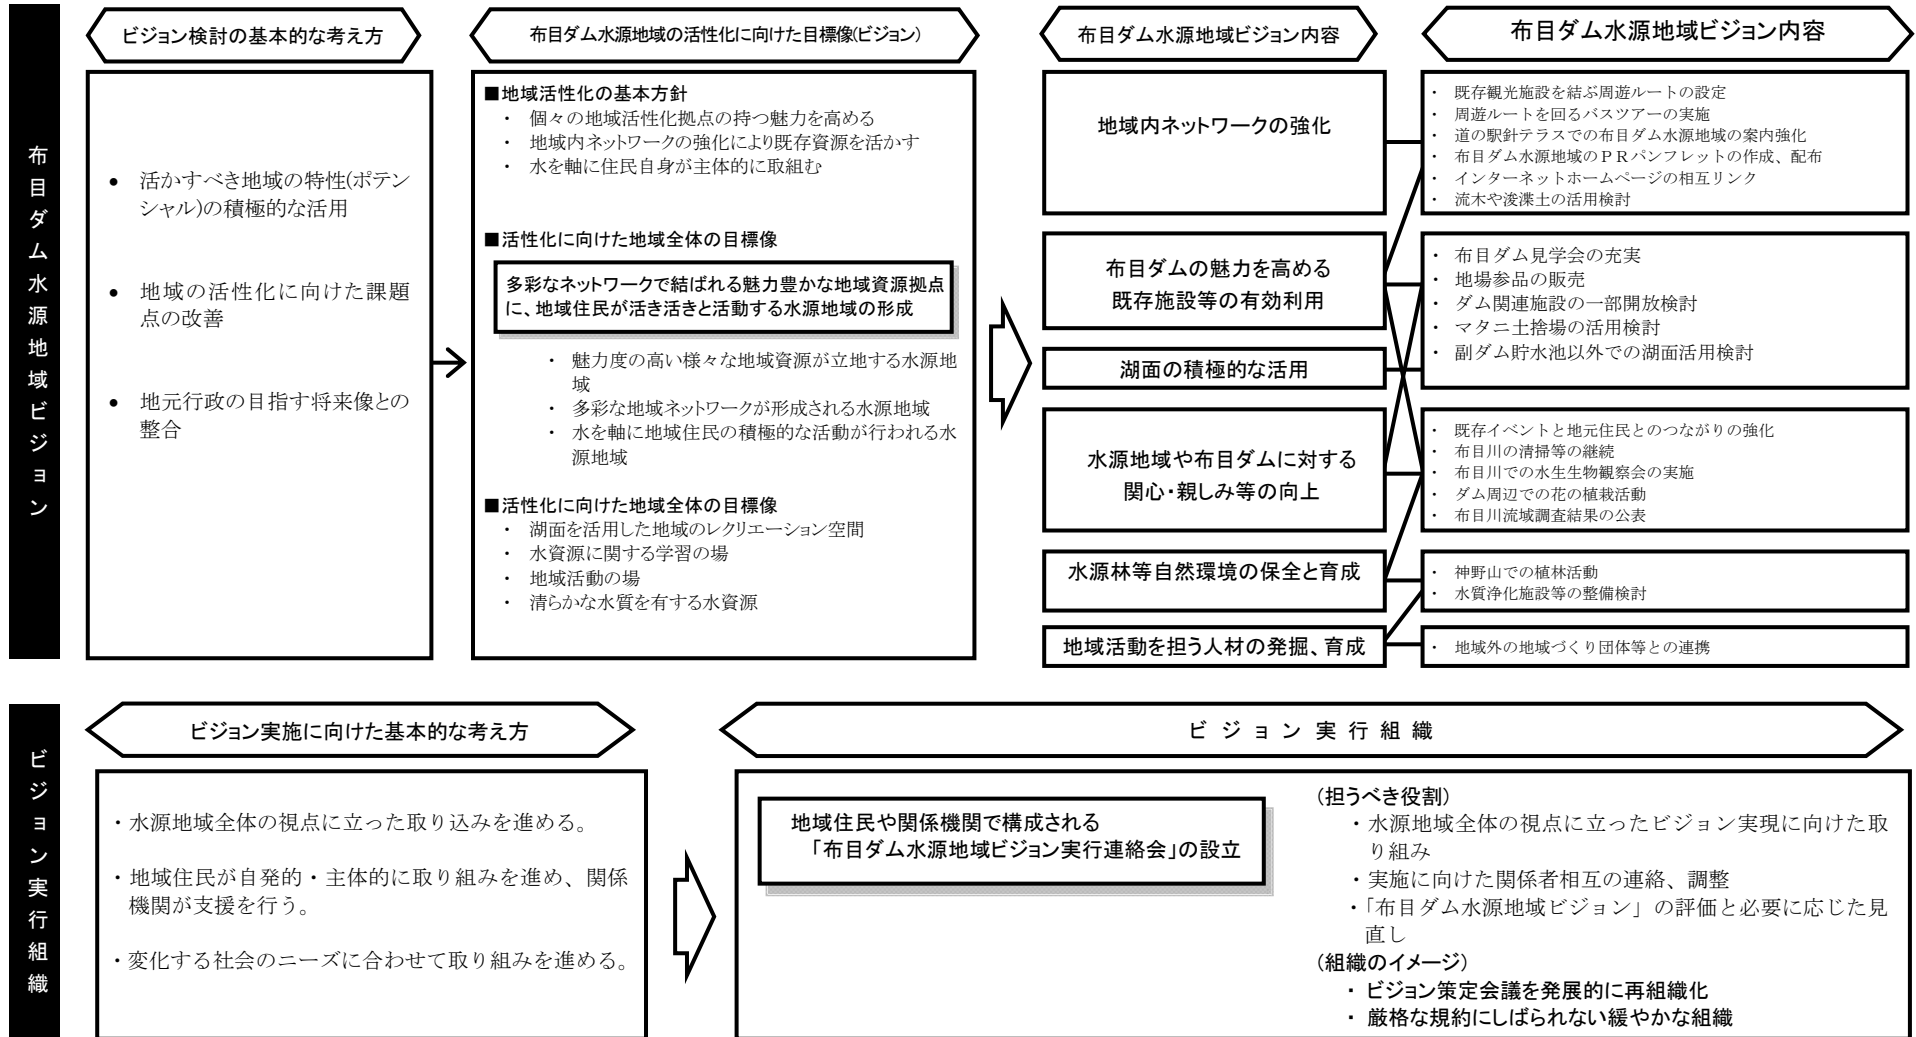 布目ダム水源地域ビジョン
ビジョン検討の基本的な考え方
● 活かすべき地域の特性(ポテン
シャル)の積極的な活用
● 地域の活性化に向けた課題
点の改善
● 地元行政の目指す将来像との
整合
布目ダム水源地域の活性化に向けた目標像(ビジョン)
■地域活性化の基本方針
・ 個々の地域活性化拠点の持つ魅力を高める
・ 地域内ネットワークの強化により既存資源を活かす
・ 水を軸に住民自身が主体的に取組む
■活性化に向けた地域全体の目標像
多彩なネットワークで結ばれる魅力豊かな地域資源拠点
に、地域住民が活き活きと活動する水源地域の形成
・ 魅力度の高い様々な地域資源が立地する水源地
域
・ 多彩な地域ネットワークが形成される水源地域
・ 水を軸に地域住民の積極的な活動が行われる水
源地域
■活性化に向けた地域全体の目標像
・ 湖面を活用した地域のレクリエーション空間
・ 水資源に関する学習の場
・ 地域活動の場
・ 清らかな水質を有する水資源
布目ダム水源地域ビジョン内容
地域内ネットワークの強化
布目ダムの魅力を高める
既存施設等の有効利用
湖面の積極的な活用
水源地域や布目ダムに対する
関心・親しみ等の向上
水源林等自然環境の保全と育成
地域活動を担う人材の発掘、育成
布目ダム水源地域ビジョン内容
・ 既存観光施設を結ぶ周遊ルートの設定
・ 周遊ルートを回るバスツアーの実施
・ 道の駅針テラスでの布目ダム水源地域の案内強化
・ 布目ダム水源地域のPRパンフレットの作成、配布
・ インターネットホームページの相互リンク
・ 流木や浚渫土の活用検討
・ 布目ダム見学会の充実
・ 地場参品の販売
・ ダム関連施設の一部開放検討
・ マタニ土捨場の活用検討
・ 副ダム貯水池以外での湖面活用検討
・ 既存イベントと地元住民とのつながりの強化
・ 布目川の清掃等の継続
・ 布目川での水生生物観察会の実施
・ ダム周辺での花の植栽活動
・ 布目川流域調査結果の公表
・ 神野山での植林活動
・ 水質浄化施設等の整備検討
・ 地域外の地域づくり団体等との連携
ビジョン実行組織
ビジョン実施に向けた基本的な考え方
・水源地域全体の視点に立った取り込みを進める。
・地域住民が自発的・主体的に取り組みを進め、関係
機関が支援を行う。
・変化する社会のニーズに合わせて取り組みを進める。
ビジョン実行組織
地域住民や関係機関で構成される
「布目ダム水源地域ビジョン実行連絡会」の設立
(担うべき役割)
・水源地域全体の視点に立ったビジョン実現に向けた取
り組み
・実施に向けた関係者相互の連絡、調整
・「布目ダム水源地域ビジョン」の評価と必要に応じた見
直し
(組織のイメージ)
・ ビジョン策定会議を発展的に再組織化
・ 厳格な規約にしばられない緩やかな組織